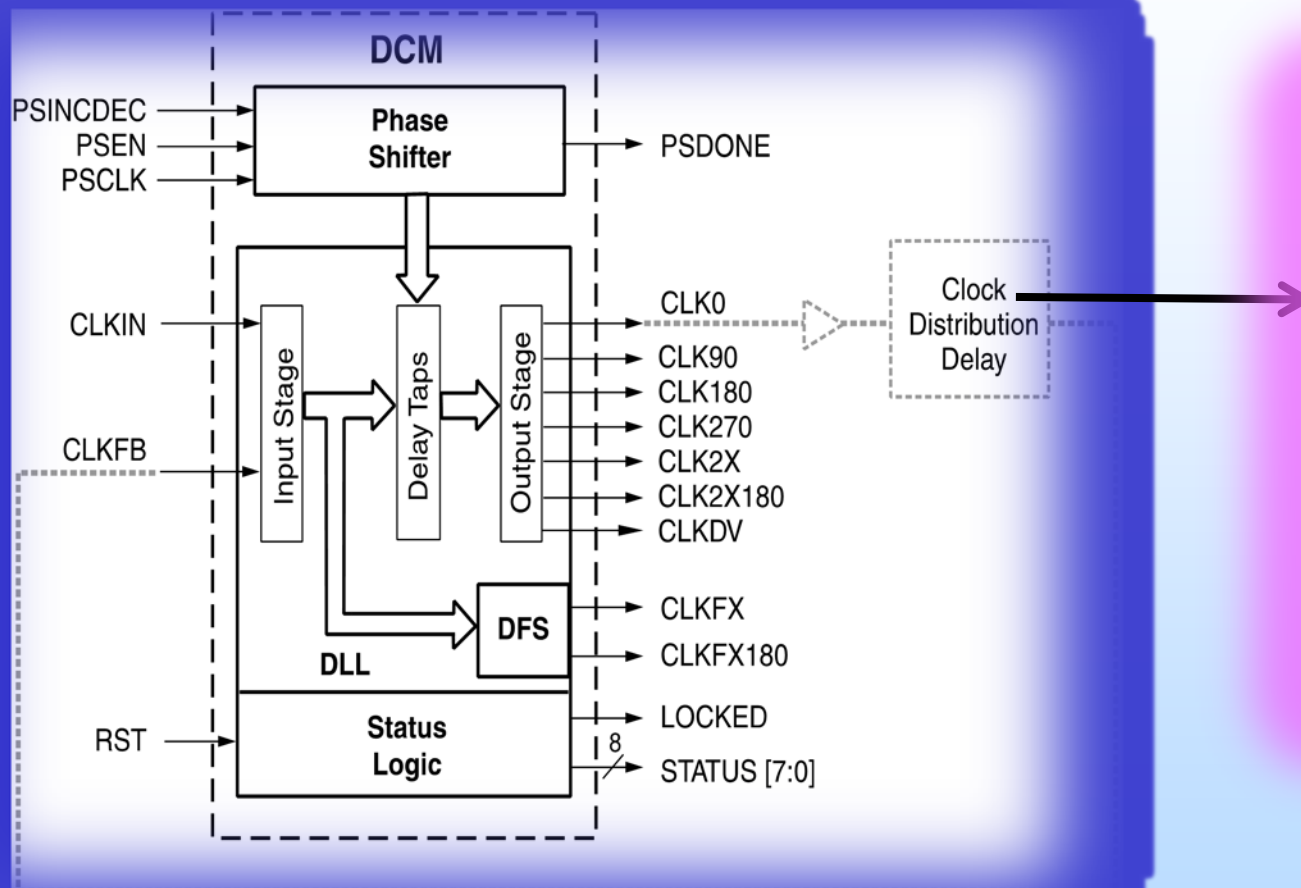 DCM
PSINCDEC
PSEN
PSCLK
Phase
Shifter
PSDONE
CLKIN
CLKFB
Input Stage
Delay Taps
Output Stage
CLK0
CLK90
CLK180
CLK270
CLK2X
CLK2X180
CLKDV
Clock
Distribution
Delay
DFS
CLKFX
CLKFX180
DLL
RST
Status
Logic
LOCKED
8
STATUS [7:0]